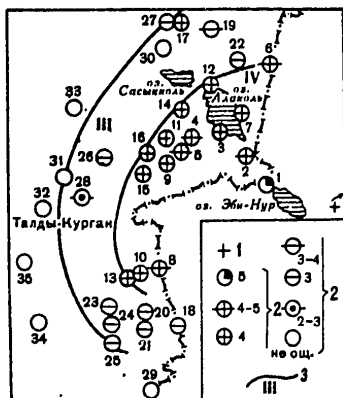 27 17 19
30 22 6
оз. Сасыкколь 12 IV
оз. Алаколь
33 14 7
III 16 11 4 3
26 5 2
31 28 15 9 1
32 оз. Эби-Нур
Талды-Курган
35 10 8
13
23 20 18
34 24 21
25
29
+ 1 3-4
5 3
4-5 2 2-3 2
4 не ощ.
III 3